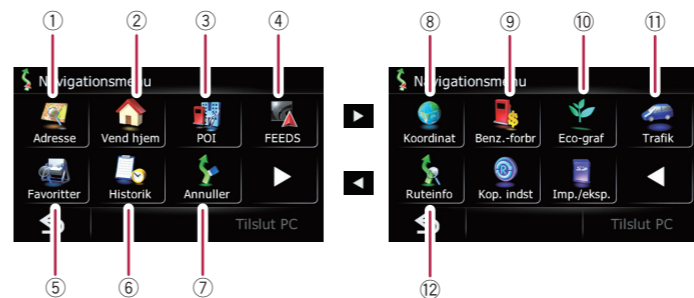 ① ② ③ ④
Navigationsmenu
Adresse Vend hjem POI FEEDS
Favoritter Historik Annuller
Tilslut PC
⑤ ⑥ ⑦
⑧ ⑨ ⑩ ⑪
Navigationsmenu
Koordinat Benz.-forbr Eco-graf Trafik
Ruteinfo Kop. indst Imp./eksp.
Tilslut PC
⑫